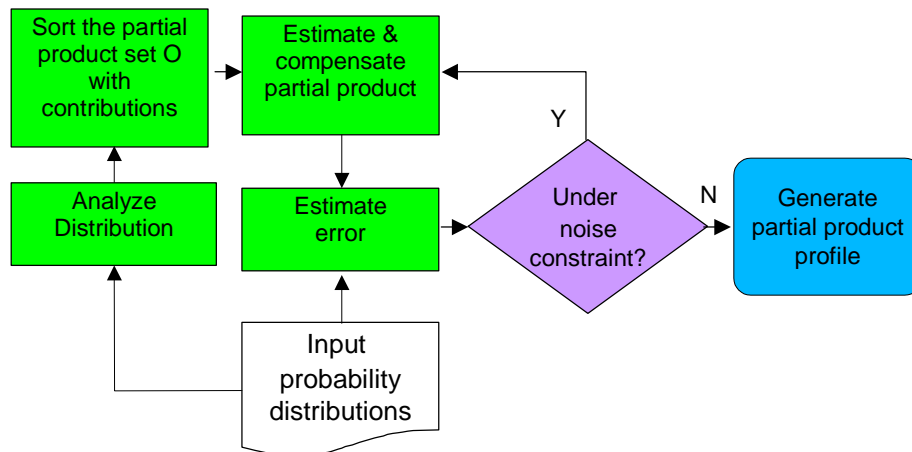 Sort the partial
product set O
with
contributions
Estimate &
compensate
partial product
Y
Analyze
Distribution
Estimate
error
Under
noise
constraint?
N
Generate
partial product
profile
Input
probability
distributions